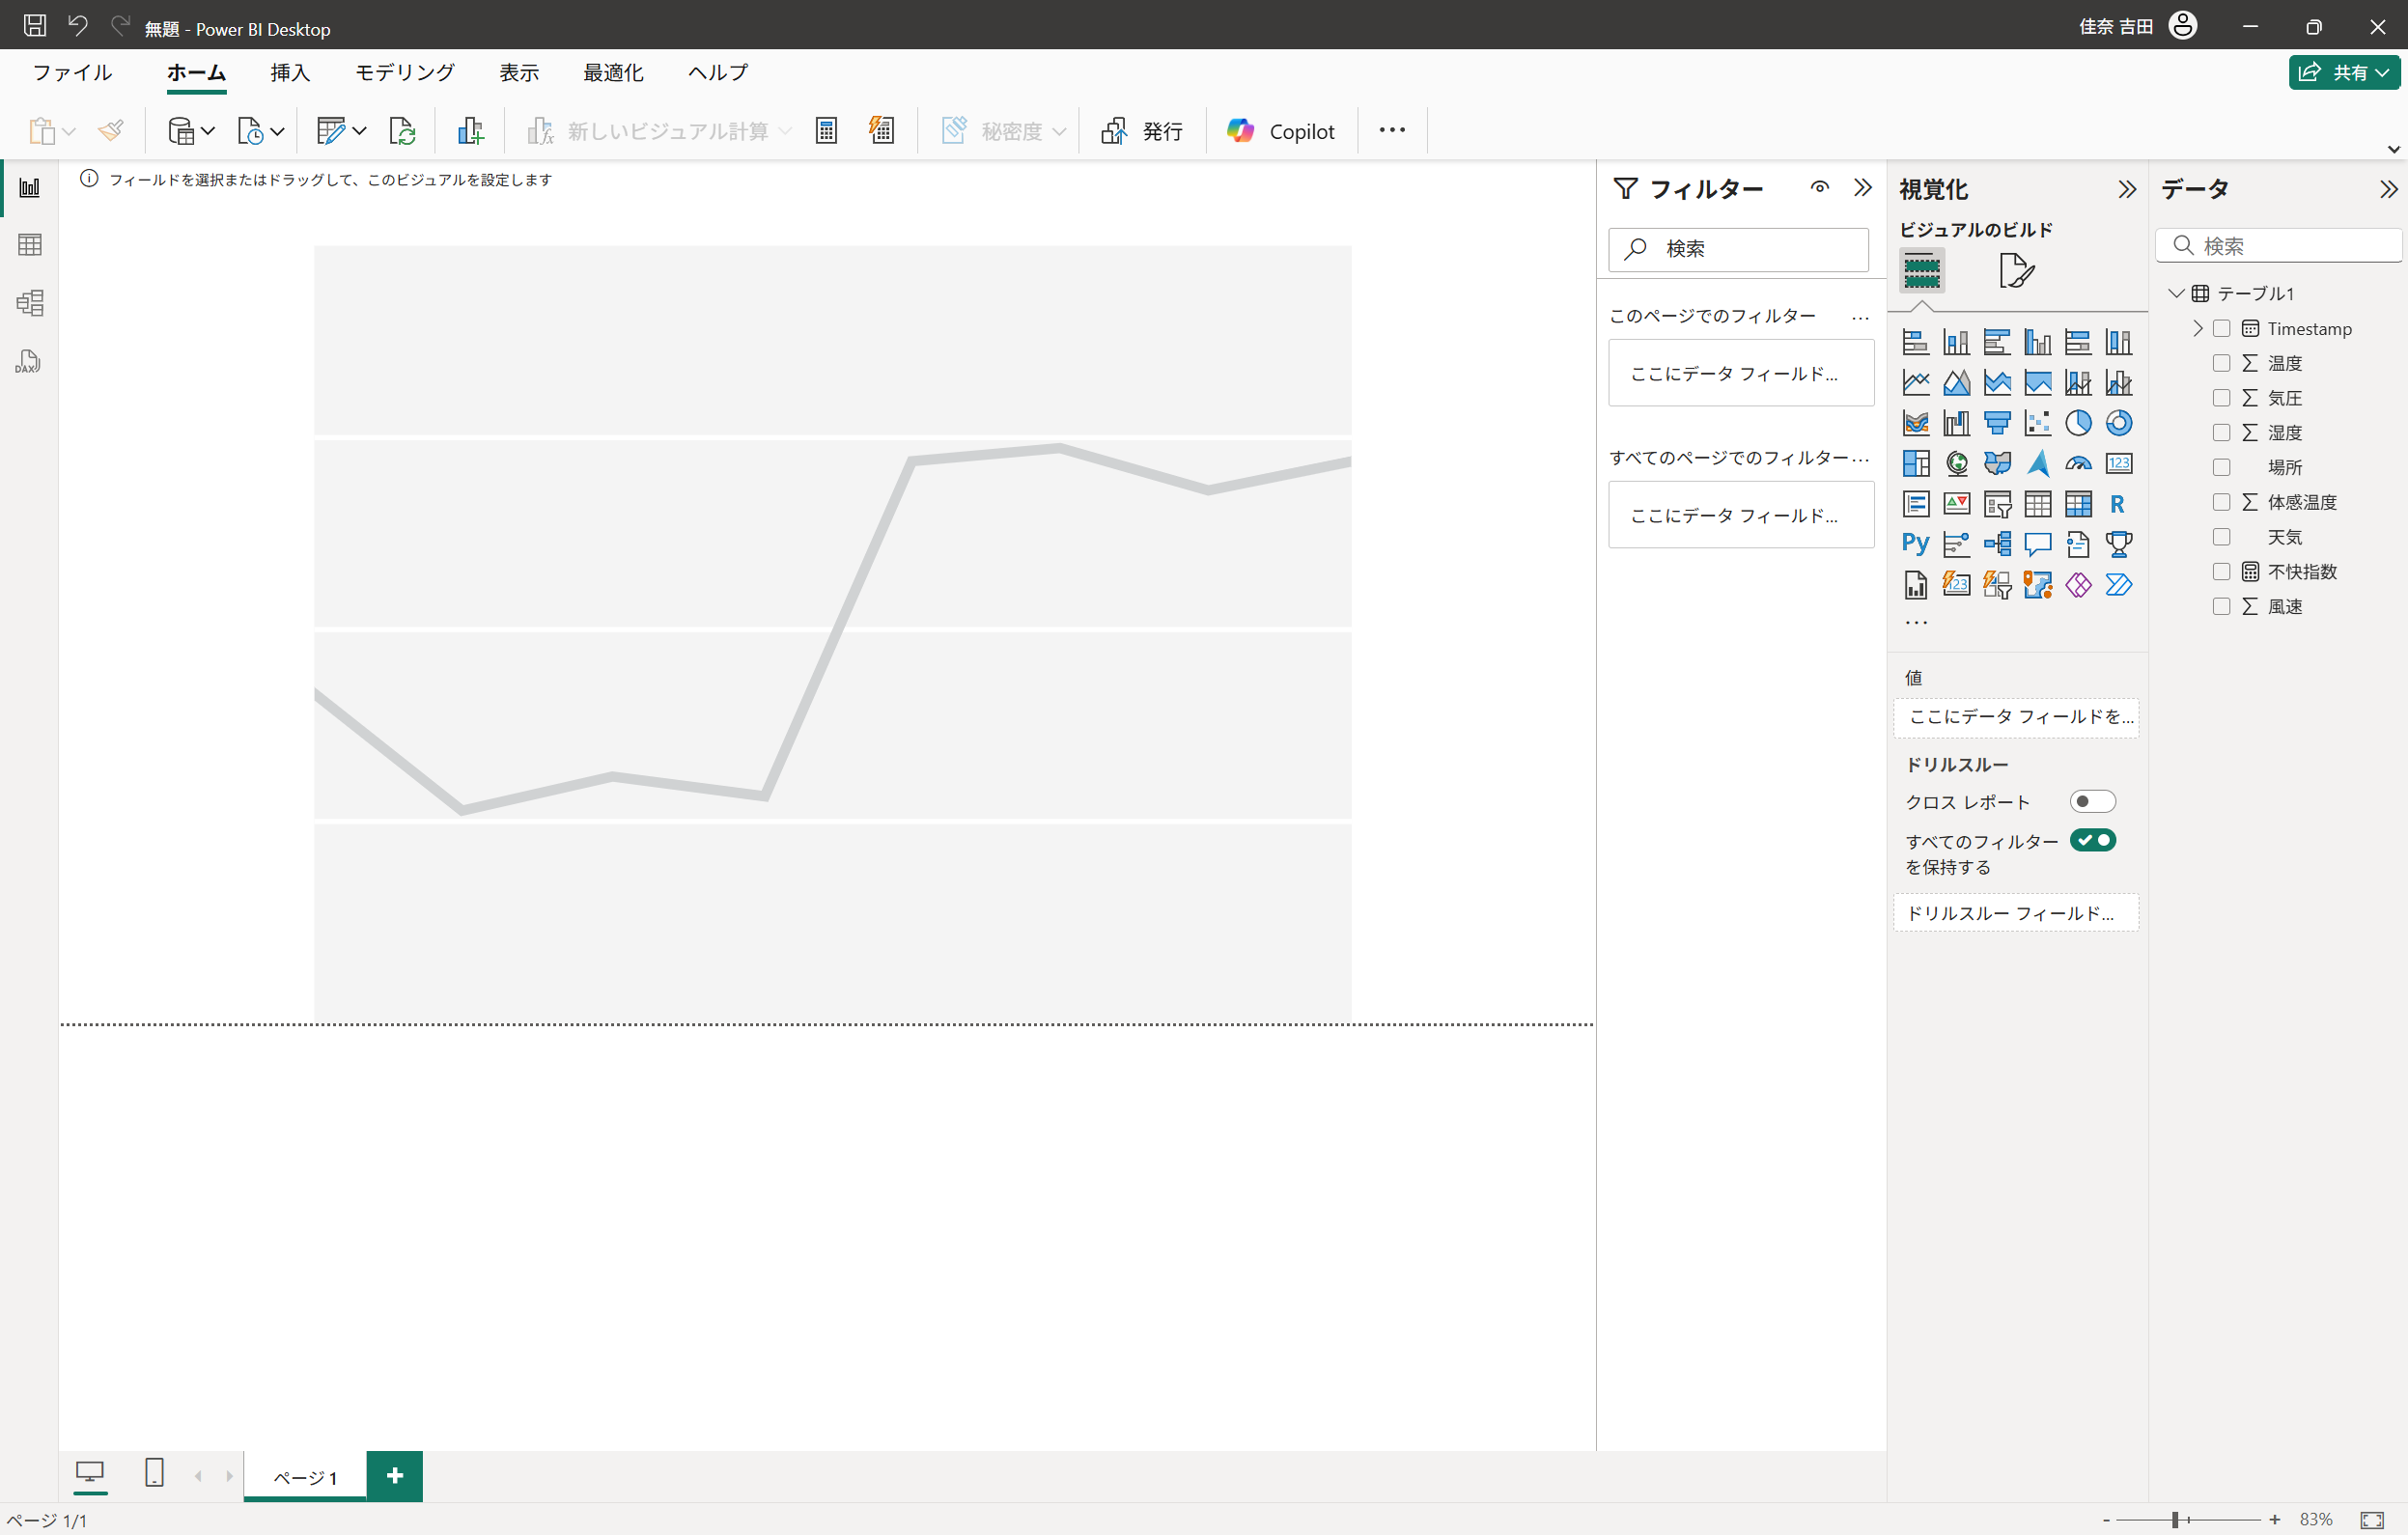 無題 - Power BI Desktop
佳奈 吉田
ファイル
ホーム
挿入
モデリング
表示
最適化
ヘルプ
共有
新しいビジュアル計算
秘密度
発行
Copilot
DAX
フィールドを選択またはドラッグして、このビジュアルを設定します
フィルター
検索
このページでのフィルター
ここにデータ フィールド...
すべてのページでのフィルター
ここにデータ フィールド...
視覚化
ビジュアルのビルド
123
R
Py
123
値
ここにデータ フィールドを...
ドリルスルー
クロス レポート
すべてのフィルター
を保持する
ドリルスルー フィールド...
データ
検索
テーブル1
Timestamp
温度
気圧
湿度
場所
体感温度
天気
不快指数
風速
ページ 1
ページ 1/1
- + 83%